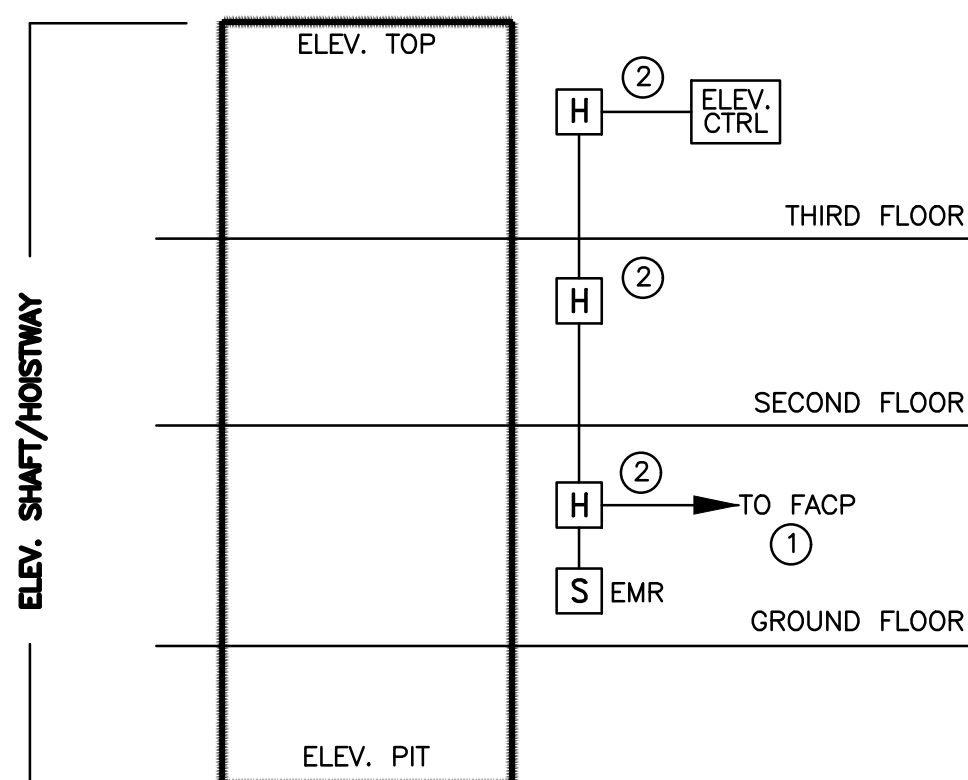 ELEV. TOP
2
H
ELEV.
CTRL
THIRD FLOOR
2
H
ELEV. SHAFT/HOISTWAY
SECOND FLOOR
2
H
TO FACP
1
S
EMR
GROUND FLOOR
ELEV. PIT